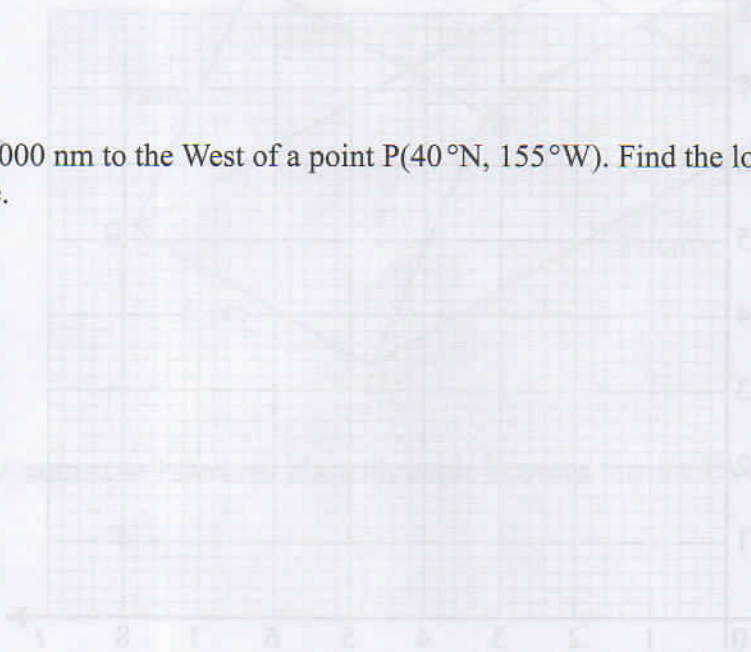 000 nm to the West of a point P(40°N, 155°W). Find the lo
.